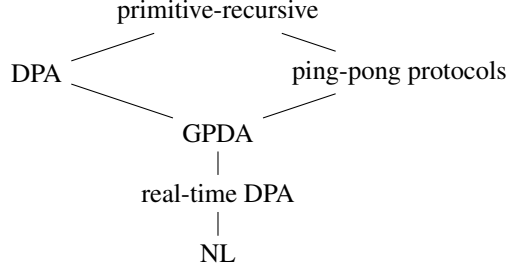 primitive-recursive
DPA
ping-pong protocols
GPDA
real-time DPA
NL